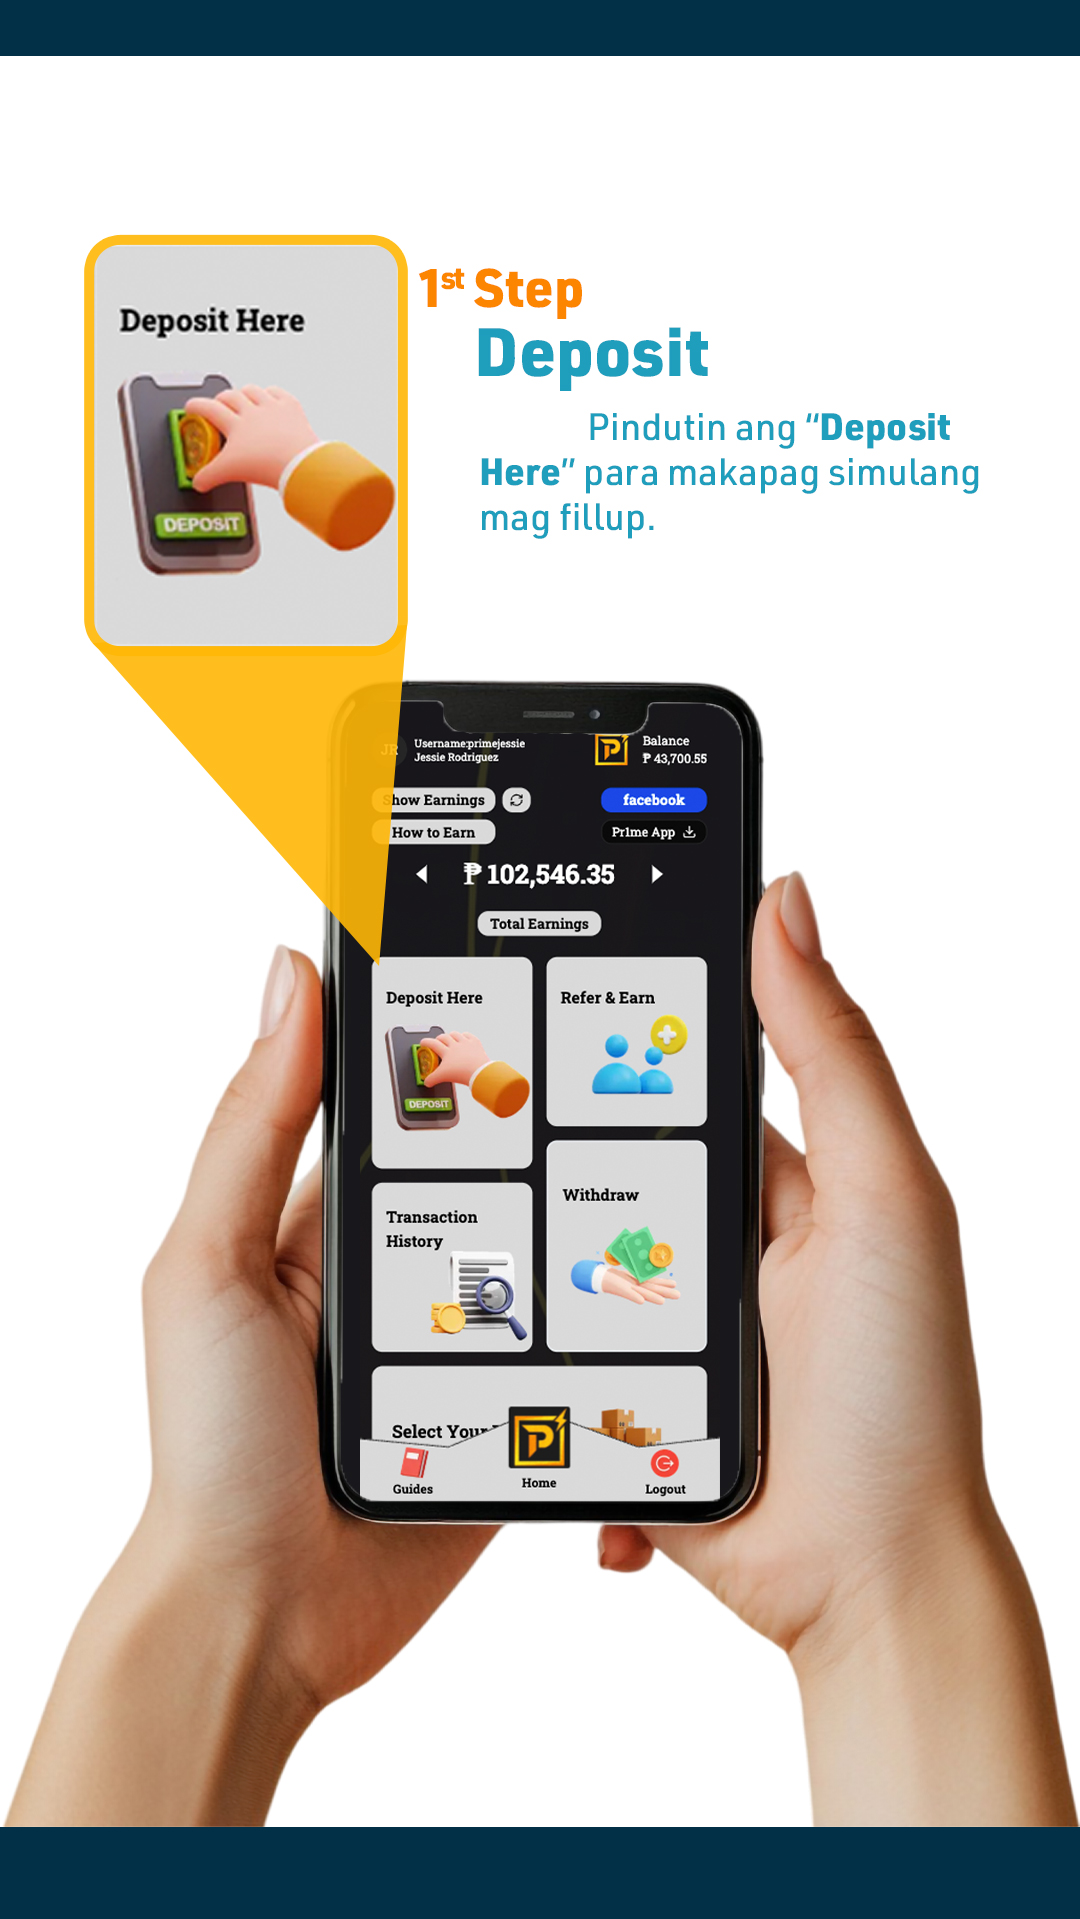 Deposit Here
DEPOSIT
1st Step
Deposit
Pindutin ang “Deposit
Here” para makapag simulang
mag fillup.
JR
Username:primejessie
Jessie Rodriguez
P
Balance
₱ 43,700.55
Show Earnings
facebook
How to Earn
Pr1me App
₱ 102,546.35
Total Earnings
Deposit Here
DEPOSIT
Refer & Earn
Withdraw
Transaction
History
Select Your
P
Guides
Home
Logout